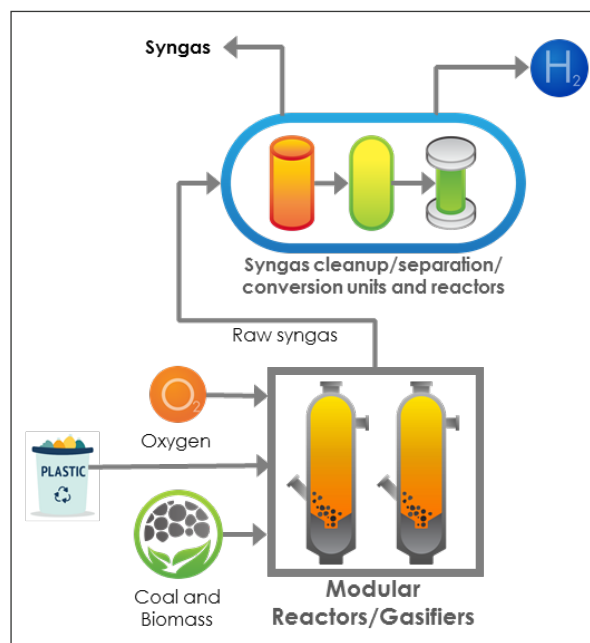 Syngas
H2
Syngas cleanup/separation/
conversion units and reactors
Raw syngas
O2
Oxygen
PLASTIC
Coal and
Biomass
Modular
Reactors/Gasifiers